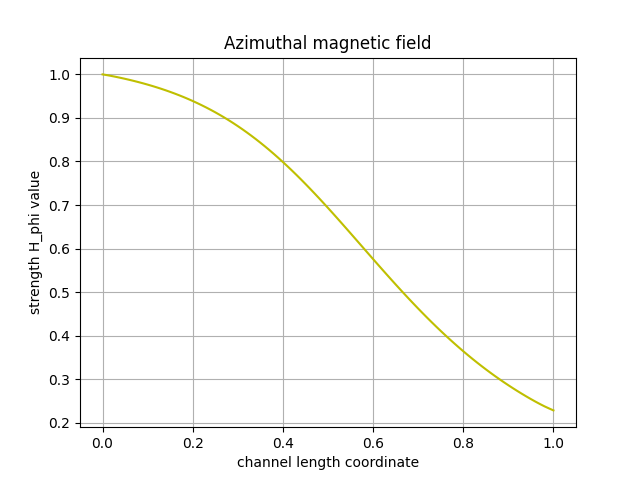 Azimuthal magnetic field
strength H_phi value
1.0
0.9
0.8
0.7
0.6
0.5
0.4
0.3
0.2
0.0 0.2 0.4 0.6 0.8 1.0
channel length coordinate